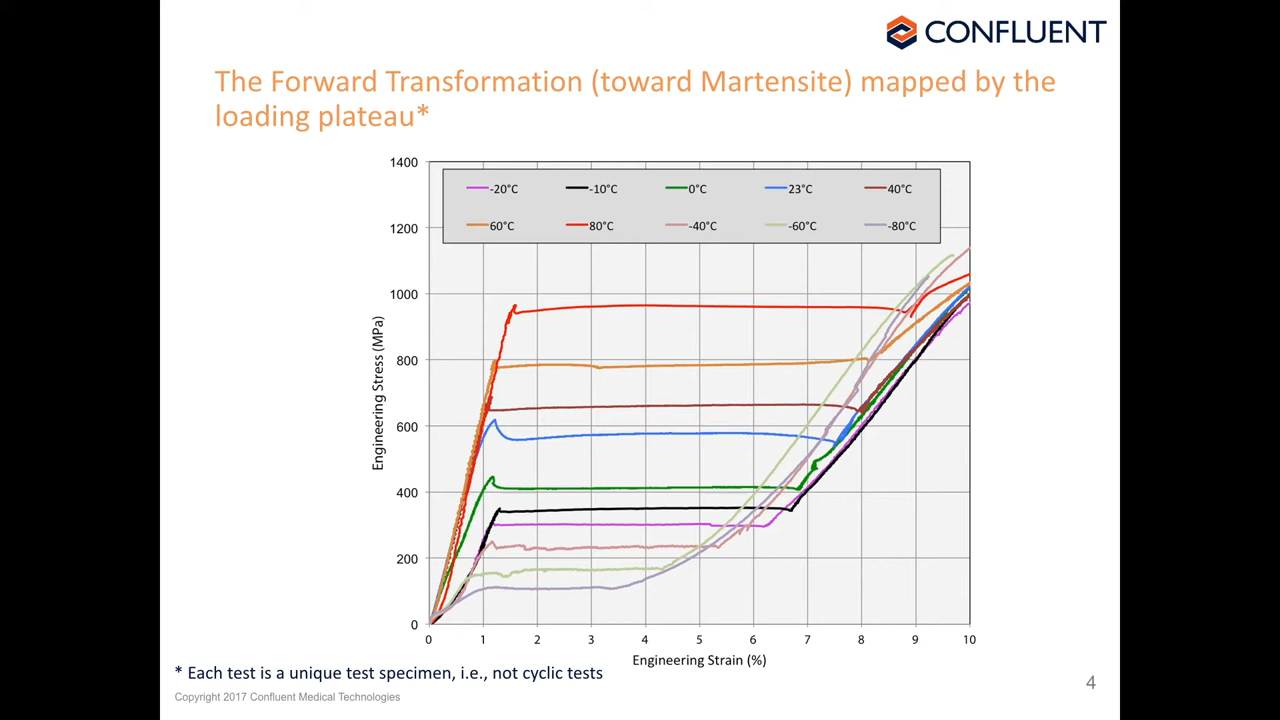 CONFLUENT
The Forward Transformation (toward Martensite) mapped by the
loading plateau*
1400
1200
1000
800
600
400
200
0
Engineering Stress (MPa)
-20°C -10°C 0°C 23°C 40°C
60°C 80°C -40°C -60°C -80°C
0 1 2 3 4 5 6 7 8 9 10
Engineering Strain (%)
* Each test is a unique test specimen, i.e., not cyclic tests
Copyright 2017 Confluent Medical Technologies
4